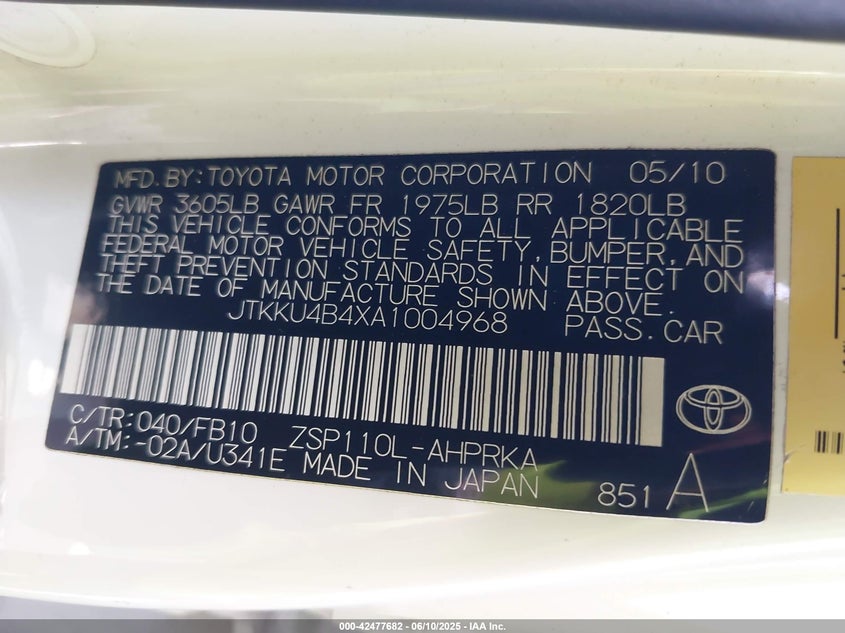 MFD.BY:TOYOTA MOTOR CORPORATION 05/10
GVWR 3605LB GAWR FR 1975LB RR 1820LB
THIS VEHICLE CONFORMS TO ALL APPLICABLE
FEDERAL MOTOR VEHICLE SAFETY,BUMPER,AND
THEFT PREVENTION STANDARDS IN EFFECT ON
THE DATE OF MANUFACTURE SHOWN ABOVE.
JTKKU4B4XA1004968 PASS.CAR
C/TR:040/FB10 ZSP110L-AHPRKA
A/TM:-02A/U341E MADE IN JAPAN
851 A
000-42477682 / 06/10/2025 - IAA Inc.